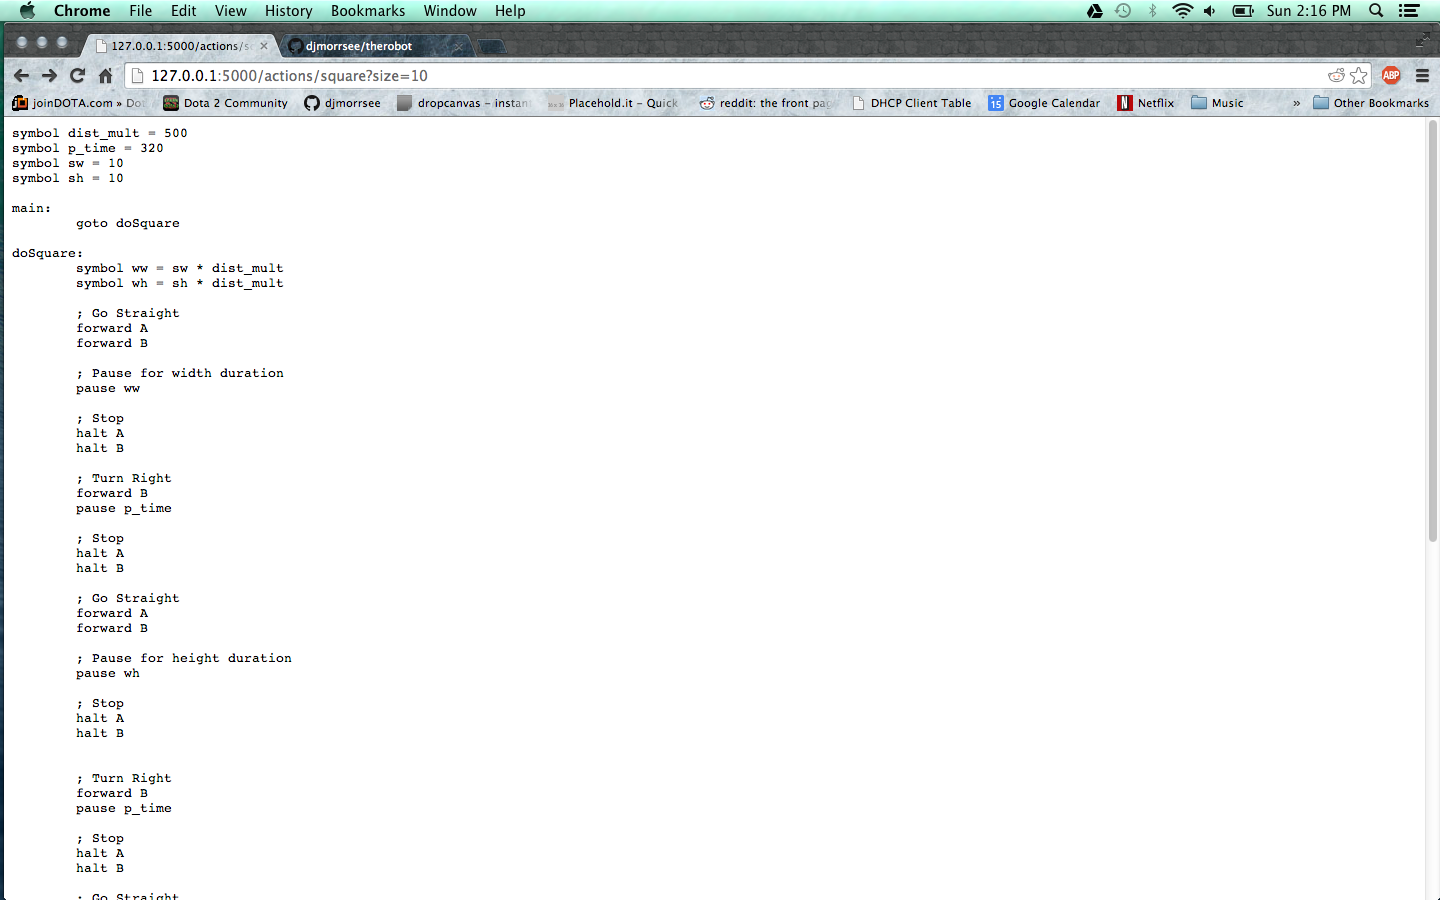 Chrome File Edit View History Bookmarks Window Help Sun 2:16 PM
127.0.0.1:5000/actions/s djmorrsee/therobot
127.0.0.1:5000/actions/square?size=10 ABP
joinDOTA.com » Dot Dota 2 Community djmorrsee dropcanvas – instan Placehold.it – Quick reddit: the front pag DHCP Client Table 15 Google Calendar N Netflix Music » Other Bookmarks
symbol dist_mult = 500
symbol p_time = 320
symbol sw = 10
symbol sh = 10
main:
goto doSquare
doSquare:
symbol ww = sw * dist_mult
symbol wh = sh * dist_mult
; Go Straight
forward A
forward B
; Pause for width duration
pause ww
; Stop
halt A
halt B
; Turn Right
forward B
pause p_time
; Stop
halt A
halt B
; Go Straight
forward A
forward B
; Pause for height duration
pause wh
; Stop
halt A
halt B
; Turn Right
forward B
pause p_time
; Stop
halt A
halt B
; Go Straight